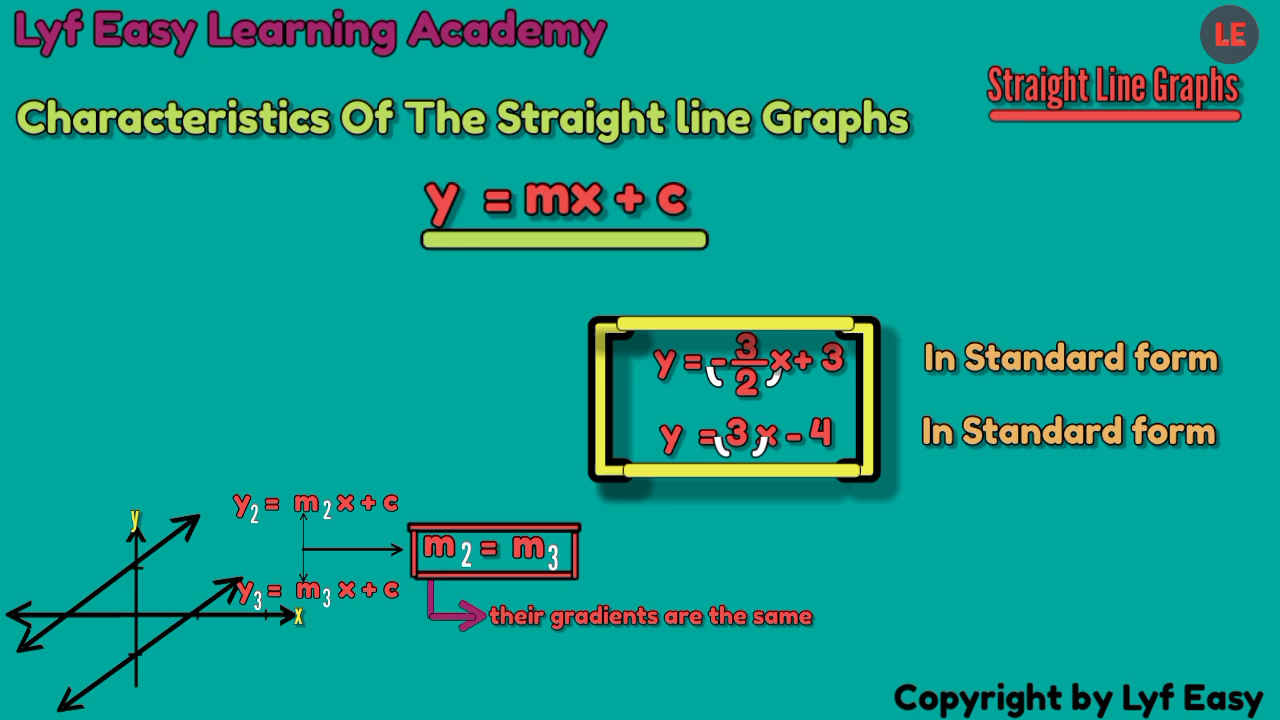 Lyf Easy Learning Academy
LE
Straight Line Graphs
Characteristics Of The Straight line Graphs
y = mx + c
y = -3/2 x + 3 In Standard form
y = 3x - 4 In Standard form
y₂ = m₂x + c
y
m₂ = m₃
y₃ = m₃x + c
x
their gradients are the same
Copyright by Lyf Easy